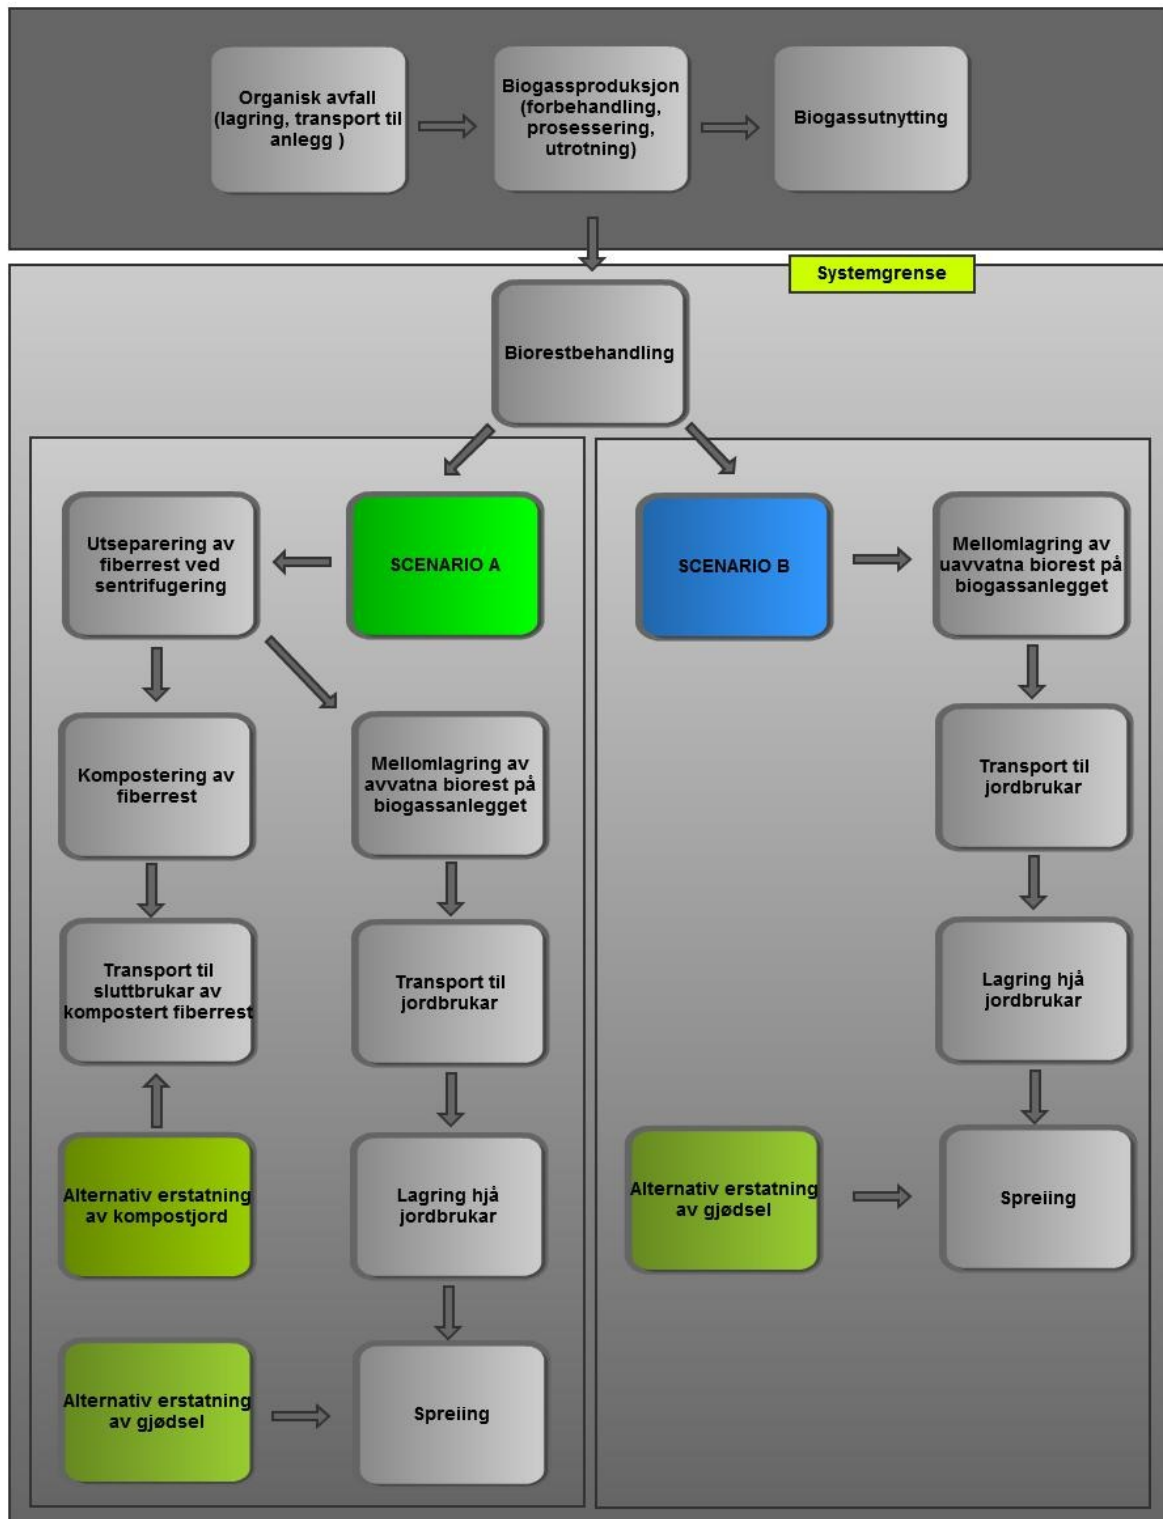 Organisk avfall
(lagring, transport til
anlegg )
Biogassproduksjon
(forbehandling,
prosessering,
utrotning)
Biogassutnytting
Systemgrense
Biorestbehandling
Utseparering av
fiberrest ved
sentrifugering
SCENARIO A
SCENARIO B
Mellomlagring av
uavvatna biorest på
biogassanlegget
Kompostering av
fiberrest
Mellomlagring av
avvatna biorest på
biogassanlegget
Transport til
jordbrukar
Transport til
sluttbrukar av
kompostert fiberrest
Transport til
jordbrukar
Lagring hjå
jordbrukar
Alternativ erstatning
av kompostjord
Lagring hjå
jordbrukar
Alternativ erstatning
av gjødsel
Spreiing
Alternativ erstatning
av gjødsel
Spreiing